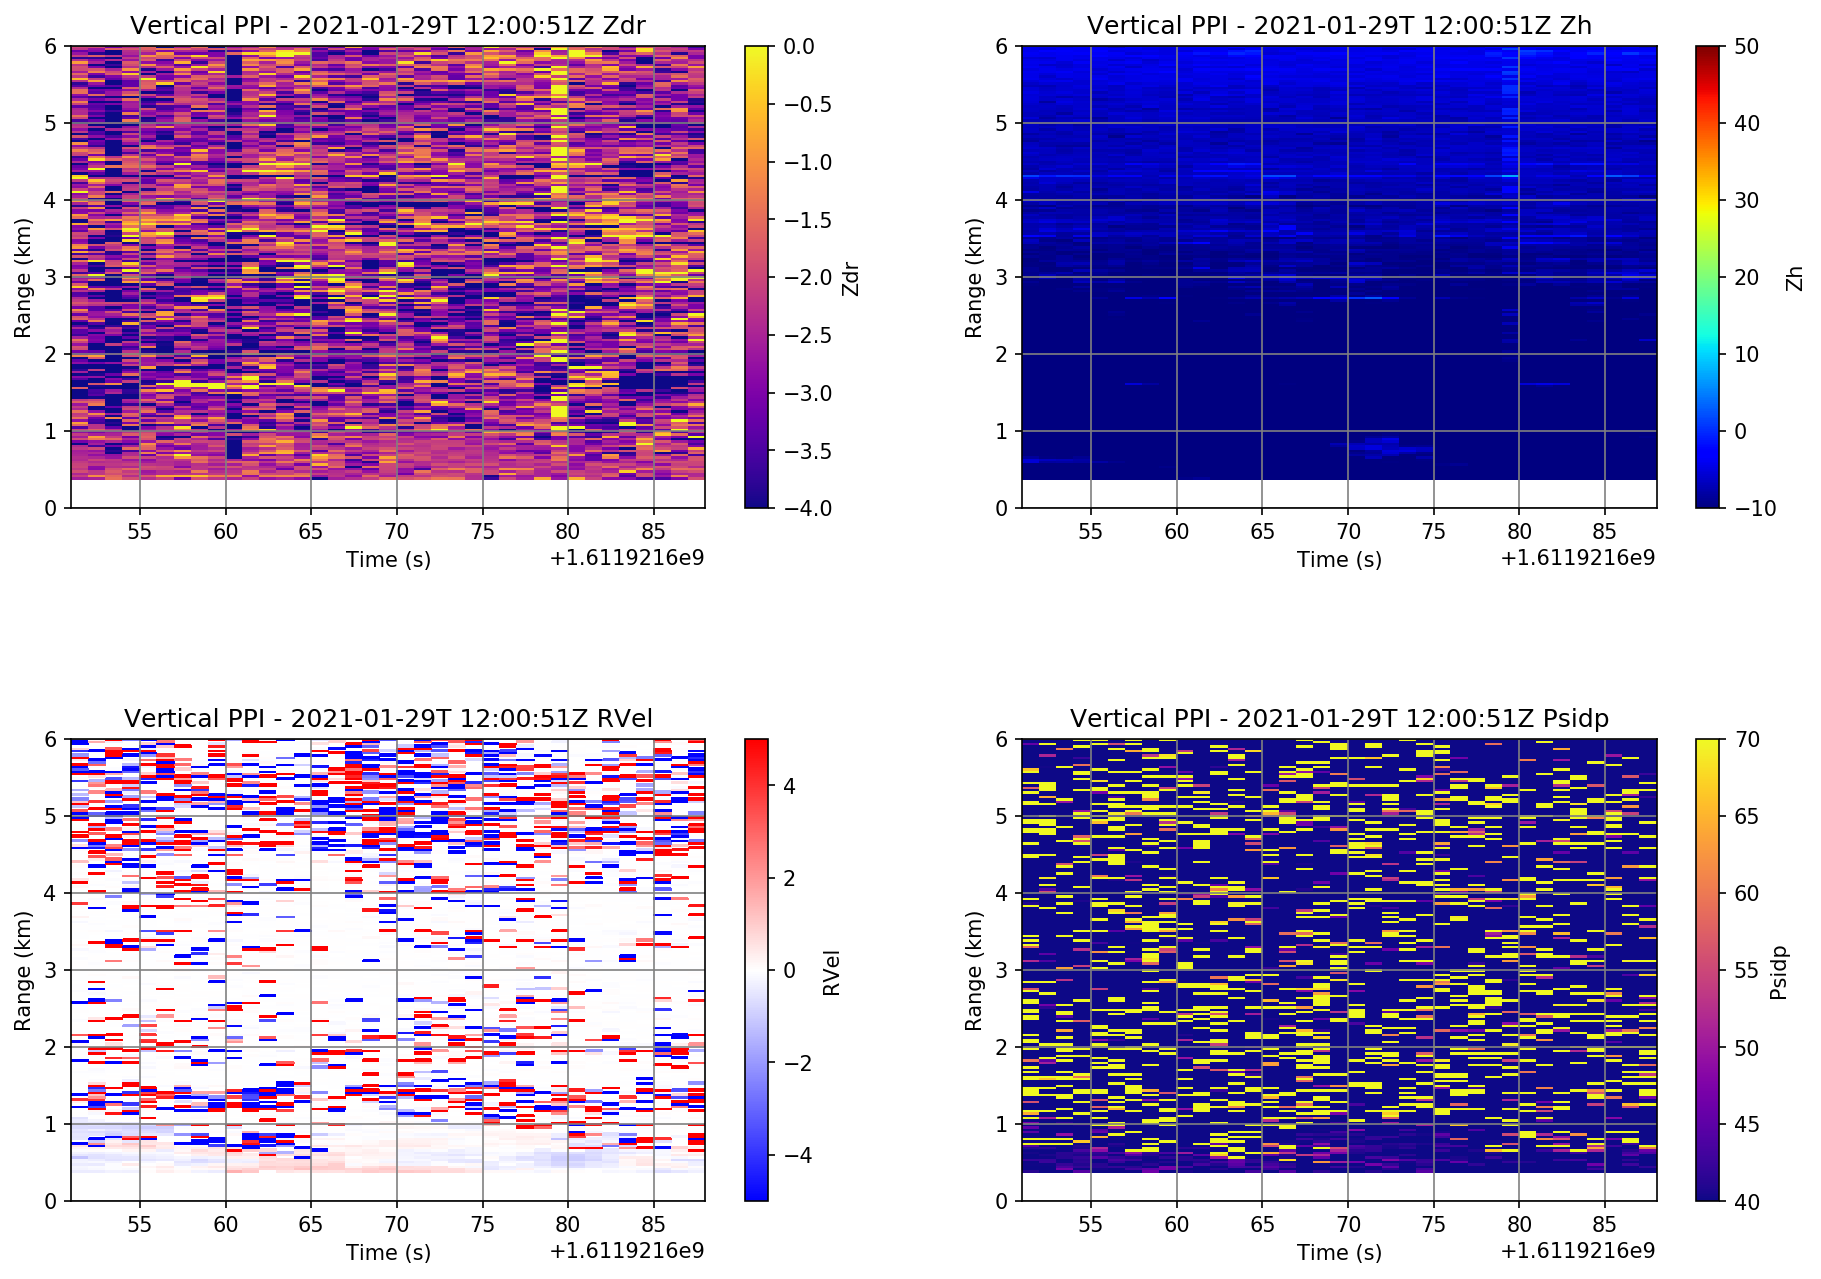 Vertical PPI - 2021-01-29T 12:00:51Z Zdr
6
5
4
3
2
1
0
Range (km)
55 60 65 70 75 80 85
Time (s)
+1.6119216e9
0.0
−0.5
−1.0
−1.5
−2.0
−2.5
−3.0
−3.5
−4.0
Zdr
Vertical PPI - 2021-01-29T 12:00:51Z Zh
6
5
4
3
2
1
0
Range (km)
55 60 65 70 75 80 85
Time (s)
+1.6119216e9
50
40
30
20
10
0
−10
Zh
Vertical PPI - 2021-01-29T 12:00:51Z RVel
6
5
4
3
2
1
0
Range (km)
55 60 65 70 75 80 85
Time (s)
+1.6119216e9
4
2
0
−2
−4
RVel
Vertical PPI - 2021-01-29T 12:00:51Z Psidp
6
5
4
3
2
1
0
Range (km)
55 60 65 70 75 80 85
Time (s)
+1.6119216e9
70
65
60
55
50
45
40
Psidp